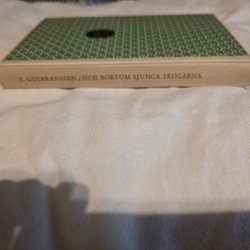 T. GULBRANSSEN / OCH BORTOM SJUNGA SKOGARNA